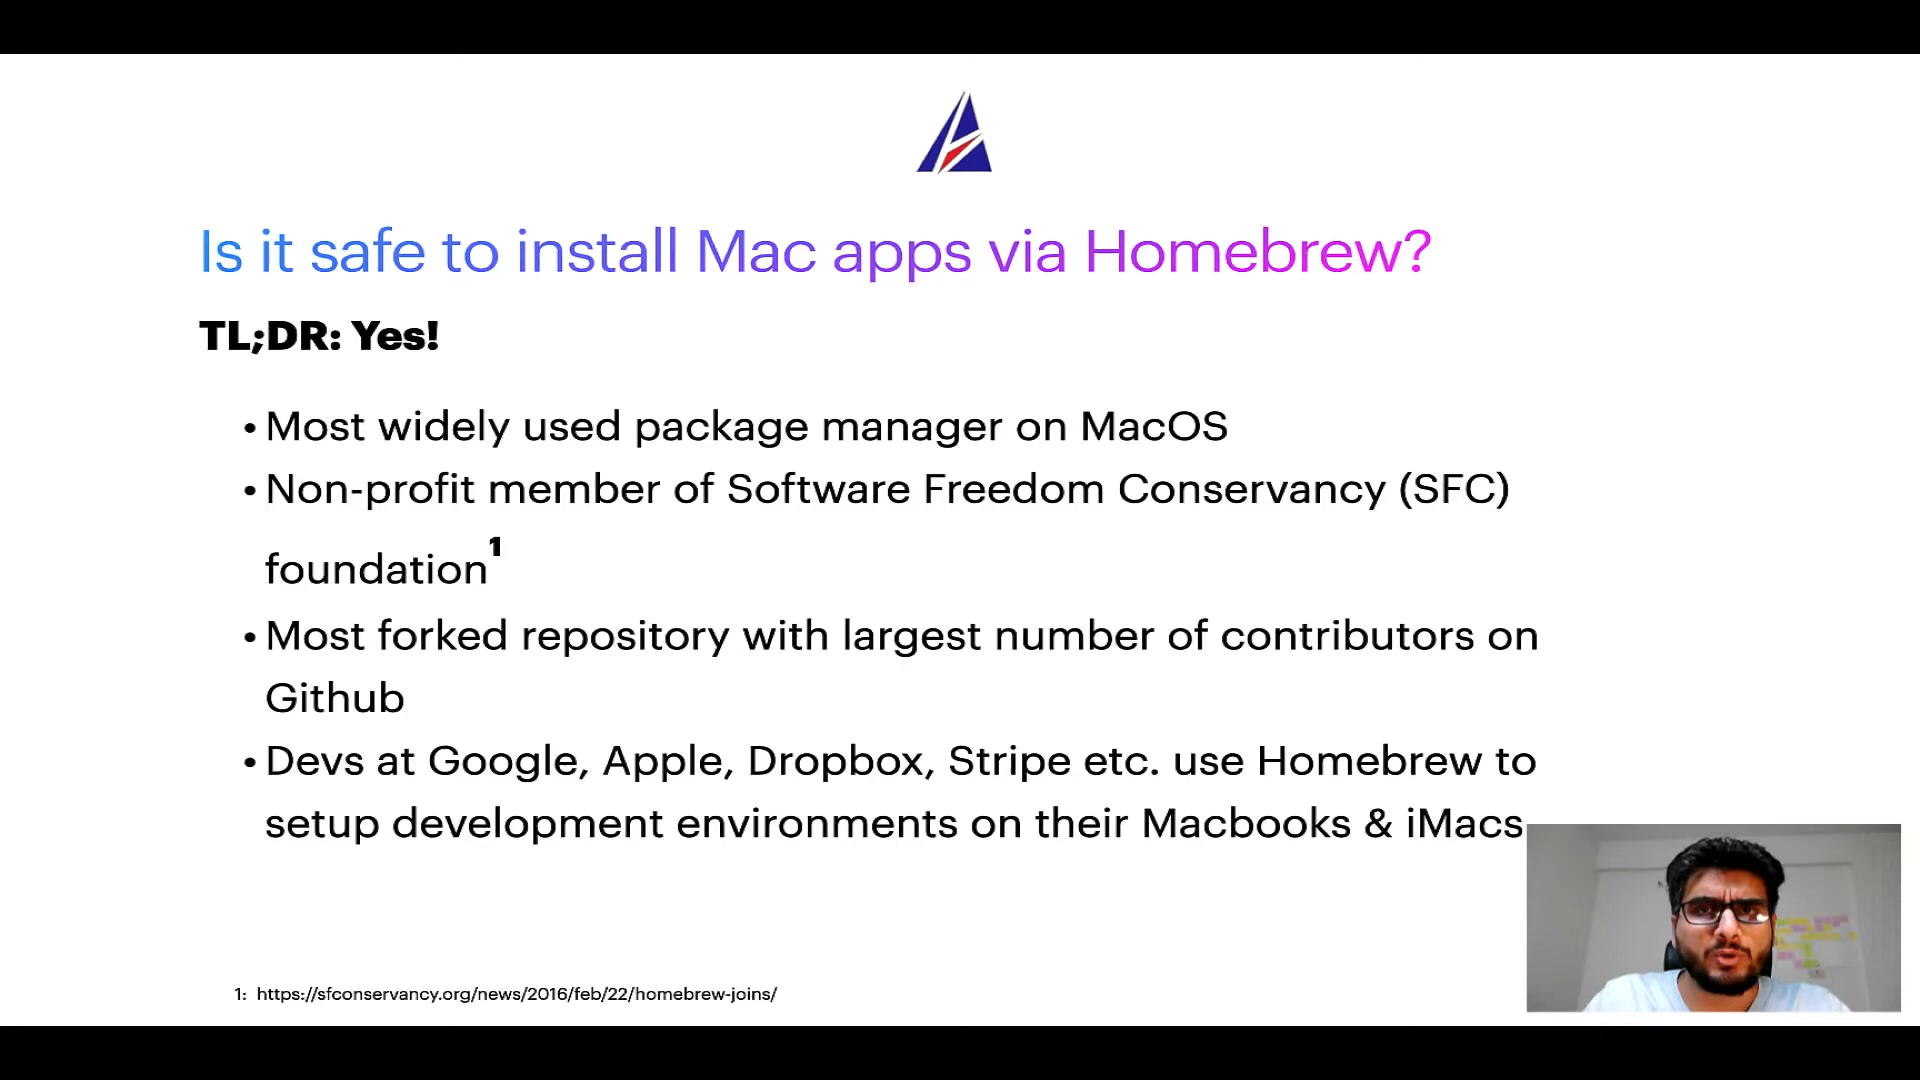 Is it safe to install Mac apps via Homebrew?
TL;DR: Yes!
• Most widely used package manager on MacOS
• Non-profit member of Software Freedom Conservancy (SFC)
foundation1
• Most forked repository with largest number of contributors on
Github
• Devs at Google, Apple, Dropbox, Stripe etc. use Homebrew to
setup development environments on their Macbooks & iMacs
1: https://sfconservancy.org/news/2016/feb/22/homebrew-joins/